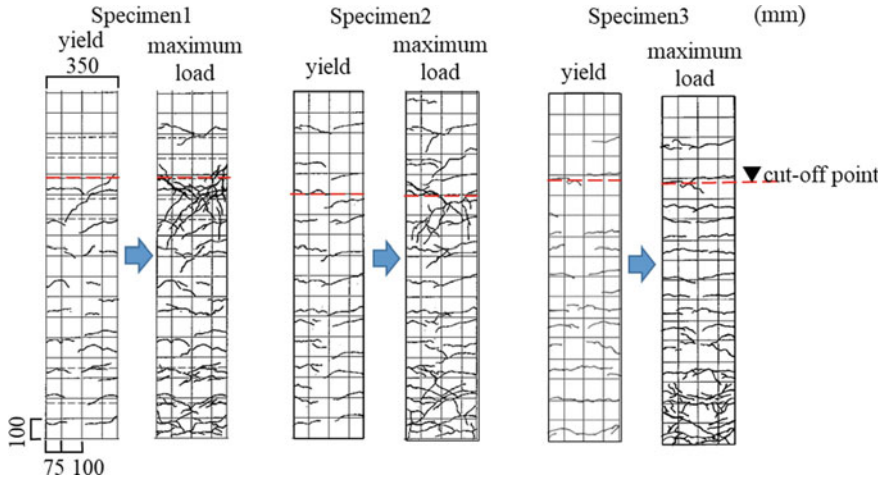 Specimen1
Specimen2
Specimen3
(mm)
yield
350
maximum
load
yield
maximum
load
yield
maximum
load
▼cut-off point
100
75 100